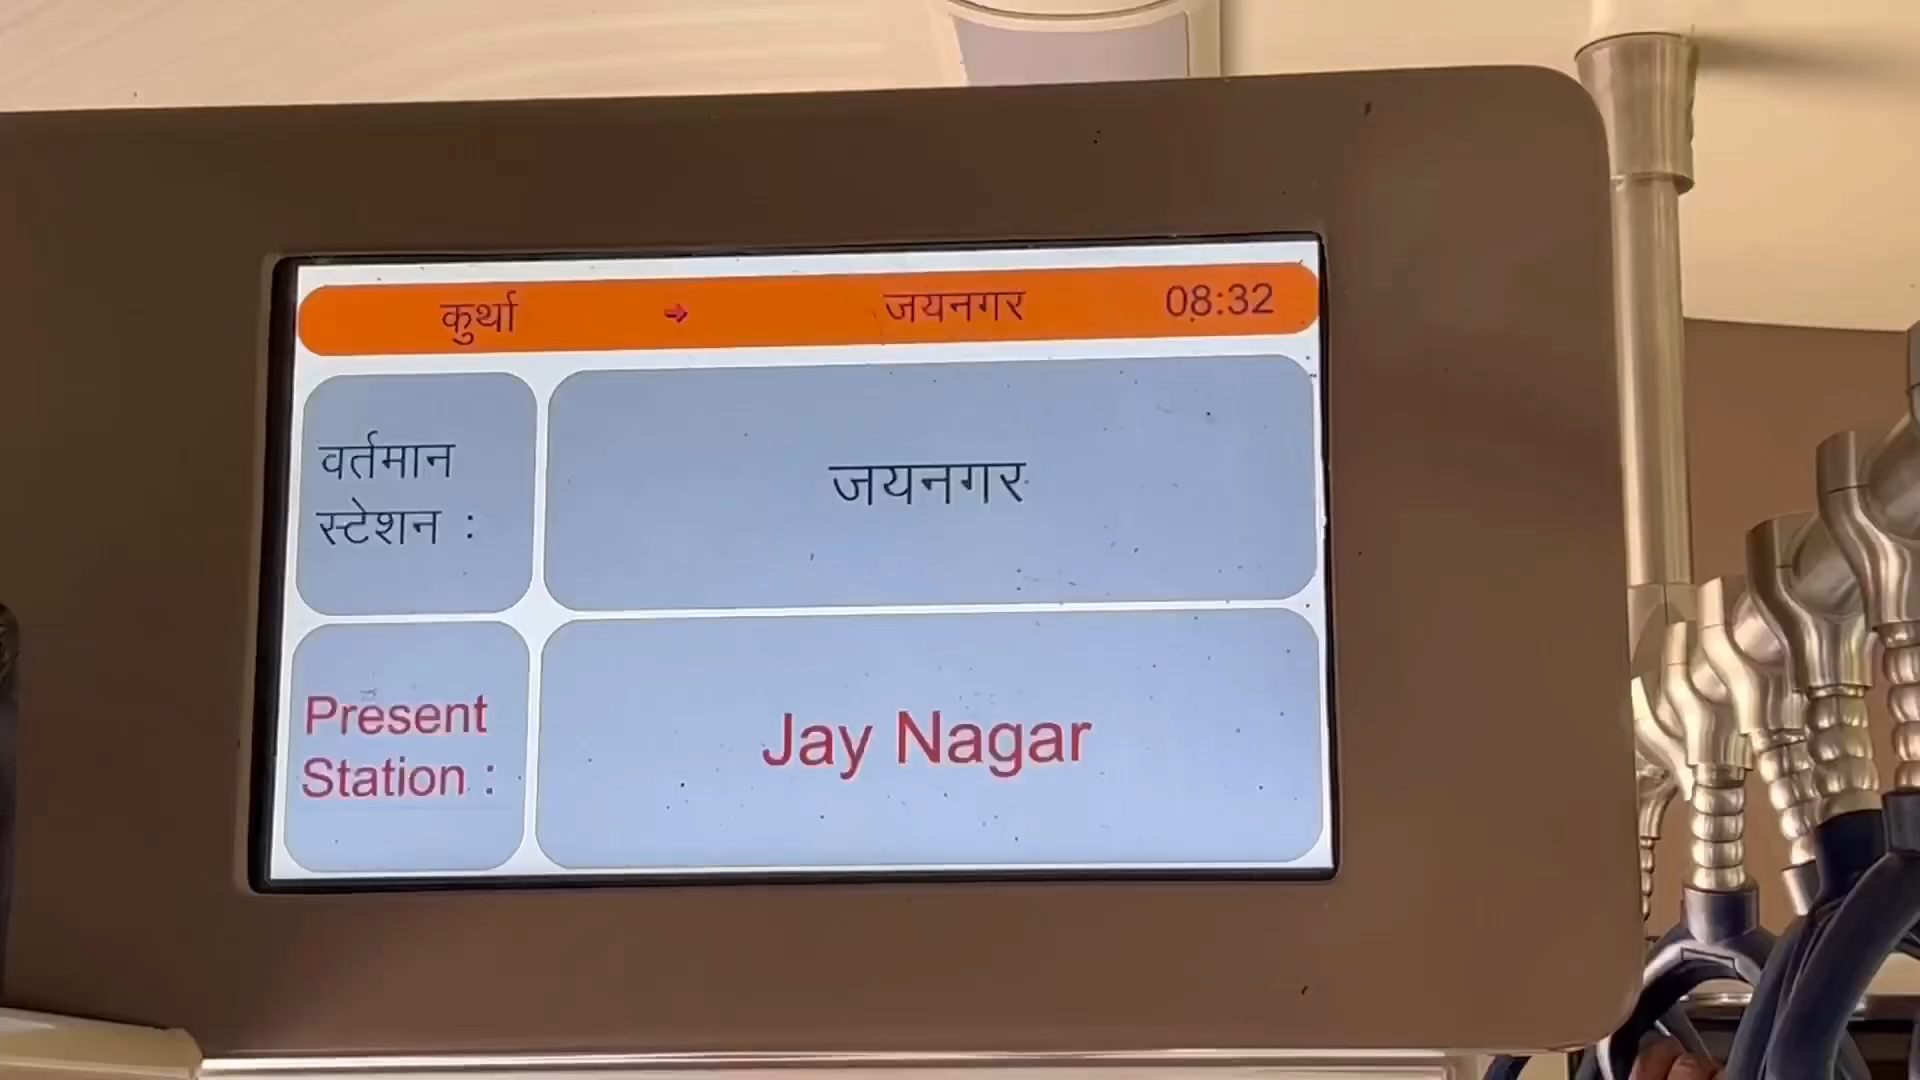 कुर्था ⇨ जयनगर 08:32
वर्तमान
स्टेशन :
जयनगर
Present
Station :
Jay Nagar